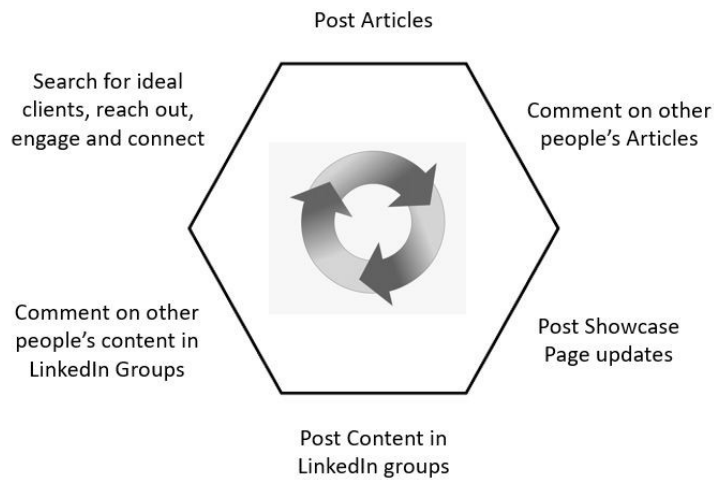 Post Articles
Search for ideal
clients, reach out,
engage and connect
Comment on other
people's Articles
Comment on other
people's content in
LinkedIn Groups
Post Showcase
Page updates
Post Content in
LinkedIn groups